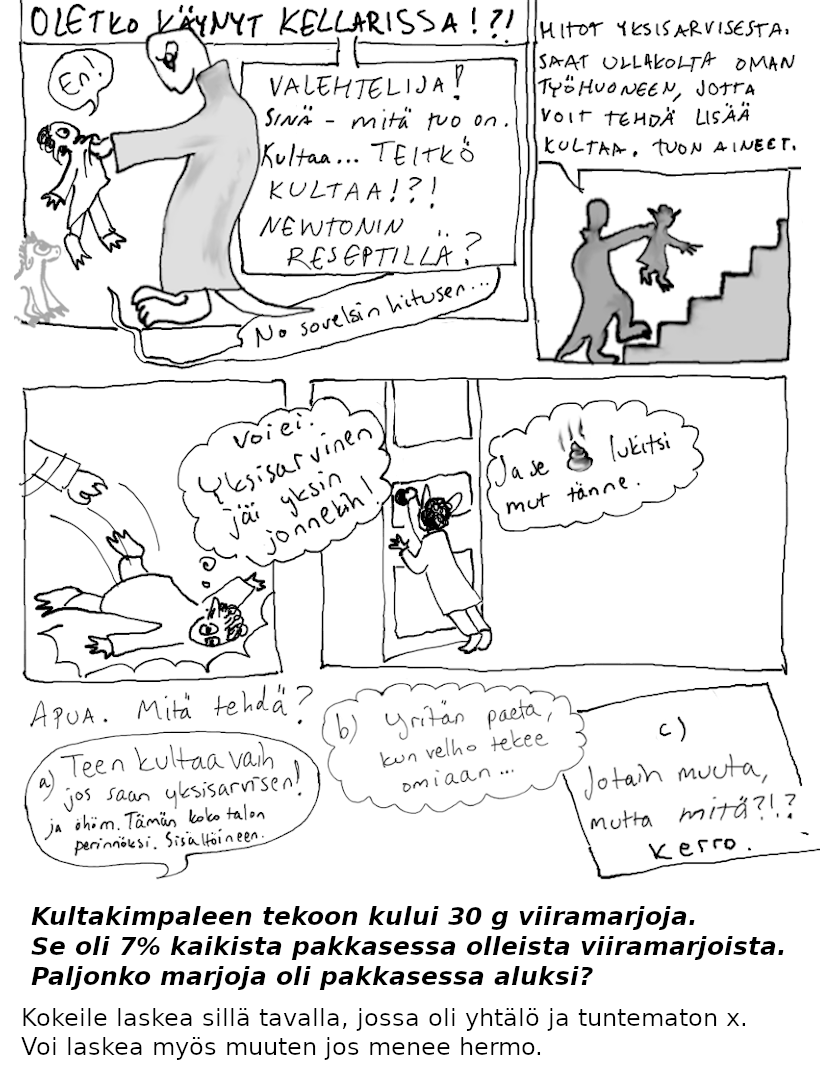 OLETKO KÄYNYT KELLARISSA!?!
En!
VALEHTELIJA!
SINÄ - mitä tuo on.
Kultaa... TEITKÖ
KULTAA!?!
NEWTONIN
RESEPTILLÄ?
No sovelsin hitusen...
HITOT YKSISARVISESTA.
SAAT ULLAKOLTA OMAN
TYÖHUONEEN, JOTTA
VOIT TEHDÄ LISÄÄ
KULTAA. TUON AINEET.
Voi ei.
Yksisarvinen
jäi yksin
jonnekin!
Ja se 💩 lukitsi
mut tänne.
APUA. Mitä tehdä?
a) Teen kultaa vain
jos saan yksisarvisen!
ja öhöm. Tämän koko talon
perinnöksi. Sisältöineen.
b) Yritän paeta,
kun velho tekee
omiaan...
c)
Jotain muuta,
mutta mitä?!?
Kerro.
Kultakimpaleen tekoon kului 30 g viiramarjoja.
Se oli 7% kaikista pakkasessa olleista viiramarjoista.
Paljonko marjoja oli pakkasessa aluksi?
Kokeile laskea sillä tavalla, jossa oli yhtälö ja tuntematon x.
Voi laskea myös muuten jos menee hermo.